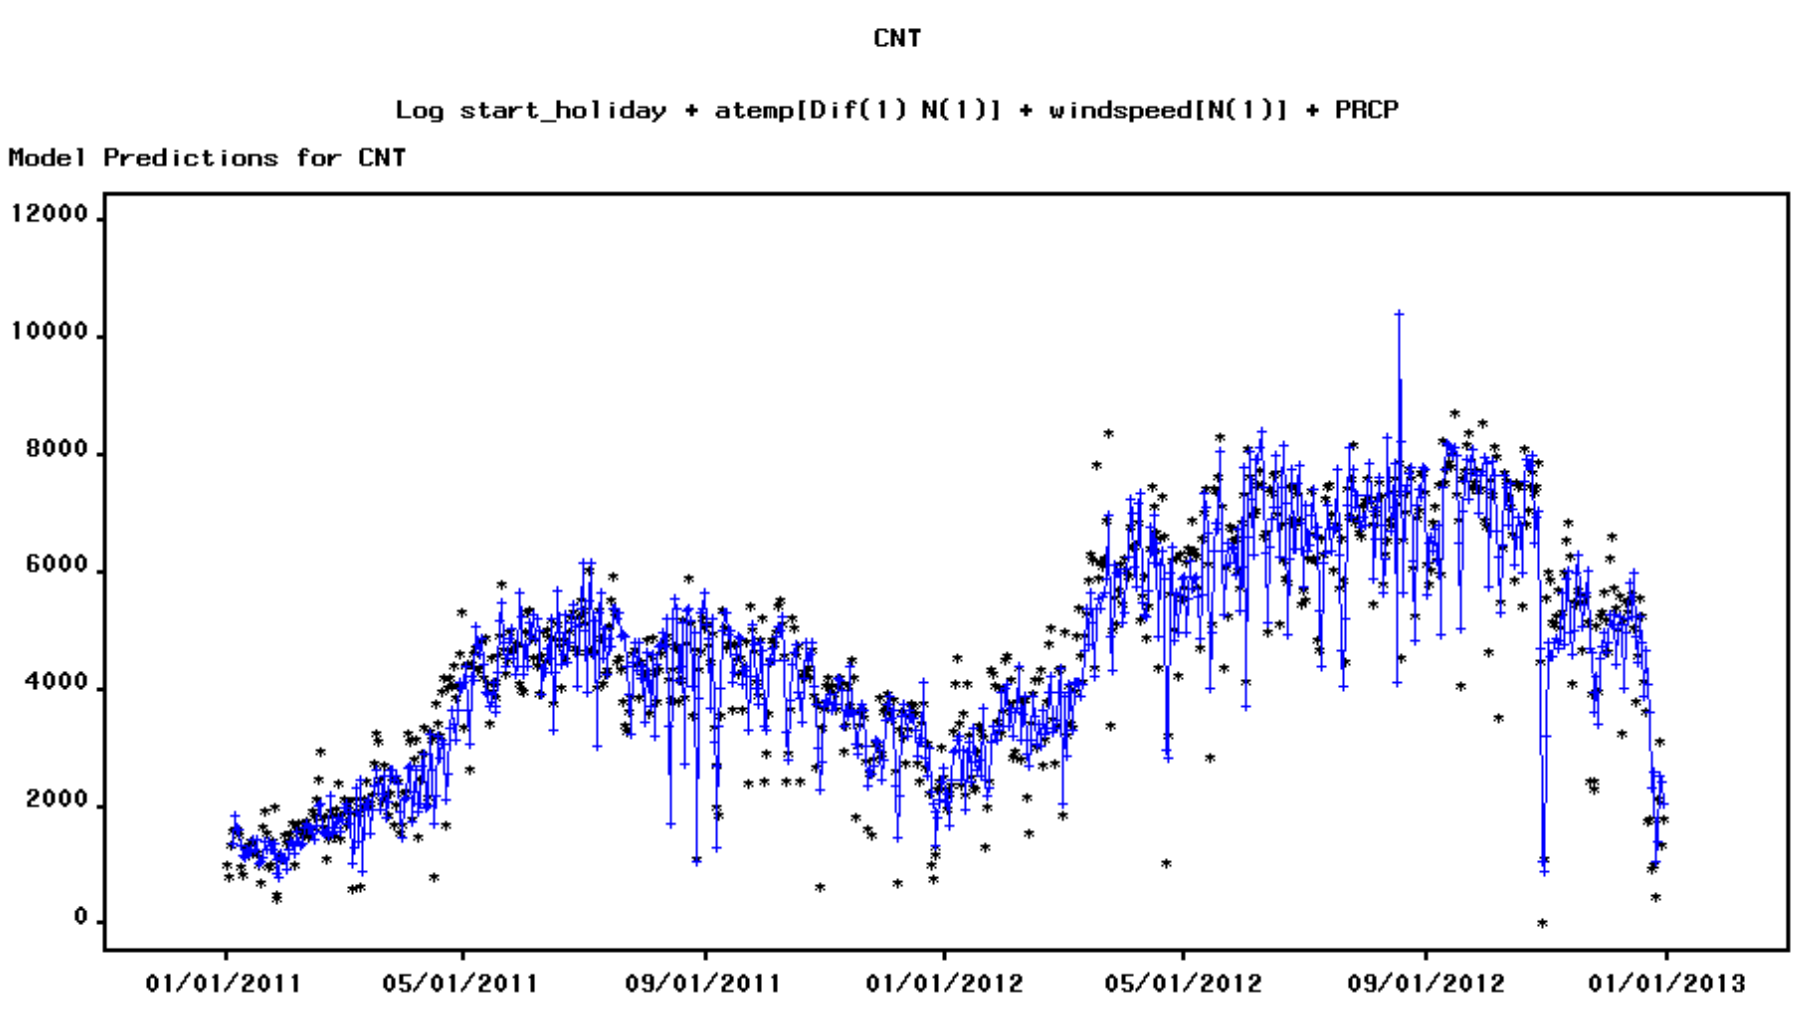 CNT
Log start_holiday + atemp[Dif(1) N(1)] + windspeed[N(1)] + PRCP
Model Predictions for CNT
12000
10000
8000
6000
4000
2000
0
01/01/2011 05/01/2011 09/01/2011 01/01/2012 05/01/2012 09/01/2012 01/01/2013